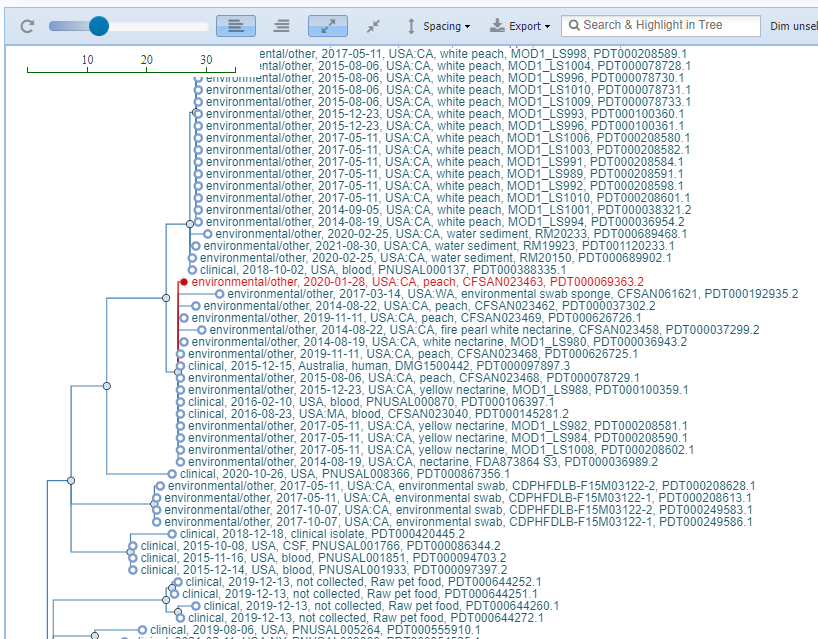 Spacing Export Search & Highlight in Tree Dim unsel
10 20 30
ental/other, 2017-05-11, USA:CA, white peach, MOD1_LS998, PDT000208589.1
ental/other, 2015-08-06, USA:CA, white peach, MOD1_LS1004, PDT000078728.1
environmental/other, 2015-08-06, USA:CA, white peach, MOD1_LS996, PDT000078730.1
environmental/other, 2015-08-06, USA:CA, white peach, MOD1_LS1010, PDT000078731.1
environmental/other, 2015-08-06, USA:CA, white peach, MOD1_LS1009, PDT000078733.1
environmental/other, 2015-12-23, USA:CA, white peach, MOD1_LS993, PDT000100360.1
environmental/other, 2015-12-23, USA:CA, white peach, MOD1_LS996, PDT000100361.1
environmental/other, 2017-05-11, USA:CA, white peach, MOD1_LS1006, PDT000208580.1
environmental/other, 2017-05-11, USA:CA, white peach, MOD1_LS1003, PDT000208582.1
environmental/other, 2017-05-11, USA:CA, white peach, MOD1_LS991, PDT000208584.1
environmental/other, 2017-05-11, USA:CA, white peach, MOD1_LS989, PDT000208591.1
environmental/other, 2017-05-11, USA:CA, white peach, MOD1_LS992, PDT000208598.1
environmental/other, 2017-05-11, USA:CA, white peach, MOD1_LS1010, PDT000208601.1
environmental/other, 2014-09-05, USA:CA, white peach, MOD1_LS1001, PDT000038321.2
environmental/other, 2014-08-19, USA:CA, white peach, MOD1_LS994, PDT000036954.2
environmental/other, 2020-02-25, USA:CA, water sediment, RM20233, PDT000689468.1
environmental/other, 2021-08-30, USA:CA, water sediment, RM19923, PDT001120233.1
environmental/other, 2020-02-25, USA:CA, water sediment, RM20150, PDT000689902.1
clinical, 2018-10-02, USA, blood, PNUSAL000137, PDT000388335.1
environmental/other, 2020-01-28, USA:CA, peach, CFSAN023463, PDT000069363.2
environmental/other, 2017-03-14, USA:WA, environmental swab sponge, CFSAN061621, PDT000192935.2
environmental/other, 2014-08-22, USA:CA, peach, CFSAN023462, PDT000037302.2
environmental/other, 2019-11-11, USA:CA, peach, CFSAN023469, PDT000626726.1
environmental/other, 2014-08-22, USA:CA, fire pearl white nectarine, CFSAN023458, PDT000037299.2
environmental/other, 2014-08-19, USA:CA, white nectarine, MOD1_LS980, PDT000036943.2
environmental/other, 2019-11-11, USA:CA, peach, CFSAN023468, PDT000626725.1
clinical, 2015-12-15, Australia, human, DMG1500442, PDT000097897.3
environmental/other, 2015-08-06, USA:CA, peach, CFSAN023468, PDT000078729.1
environmental/other, 2015-12-23, USA:CA, yellow nectarine, MOD1_LS988, PDT000100359.1
clinical, 2016-02-10, USA, blood, PNUSAL000870, PDT000106397.1
clinical, 2016-08-23, USA:MA, blood, CFSAN023040, PDT000145281.2
environmental/other, 2017-05-11, USA:CA, yellow nectarine, MOD1_LS982, PDT000208581.1
environmental/other, 2017-05-11, USA:CA, yellow nectarine, MOD1_LS984, PDT000208590.1
environmental/other, 2017-05-11, USA:CA, yellow nectarine, MOD1_LS1008, PDT000208602.1
environmental/other, 2014-08-19, USA:CA, nectarine, FDA873864 S3, PDT000036989.2
clinical, 2020-10-26, USA, PNUSAL008366, PDT000867356.1
environmental/other, 2017-05-11, USA:CA, environmental swab, CDPHFDLB-F15M03122-2, PDT000208628.1
environmental/other, 2017-05-11, USA:CA, environmental swab, CDPHFDLB-F15M03122-1, PDT000208613.1
environmental/other, 2017-10-07, USA:CA, environmental swab, CDPHFDLB-F15M03122-2, PDT000249583.1
environmental/other, 2017-10-07, USA:CA, environmental swab, CDPHFDLB-F15M03122-1, PDT000249586.1
clinical, 2018-12-18, clinical isolate, PDT000420445.2
clinical, 2015-10-08, USA, CSF, PNUSAL001766, PDT000086344.2
clinical, 2015-11-16, USA, blood, PNUSAL001851, PDT000094703.2
clinical, 2015-12-14, USA, blood, PNUSAL001933, PDT000097397.2
clinical, 2019-12-13, not collected, Raw pet food, PDT000644252.1
clinical, 2019-12-13, not collected, Raw pet food, PDT000644251.1
clinical, 2019-12-13, not collected, Raw pet food, PDT000644260.1
clinical, 2019-12-13, not collected, Raw pet food, PDT000644272.1
clinical, 2019-08-06, USA, PNUSAL005264, PDT000555910.1